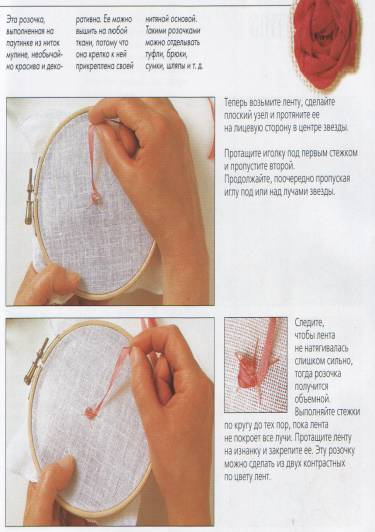 Эта розочка,
выполненная на
паутинке из ниток
мулине, необычай-
но красива и деко-
ративна. Ее можно
вышить на любой
ткани, потому что
она крепко к ней
прикреплена своей
нитяной основой.
Такими розочками
можно отделывать
туфли, брюки,
сумки, шляпы и т. д.
Теперь возьмите ленту, сделайте
плоский узел и протяните ее
на лицевую сторону в центре звезды.
Протащите иголку под первым стежком
и пропустите второй.
Продолжайте, поочередно пропуская
иглу под или над лучами звезды.
Следите,
чтобы лента
не натягивалась
слишком сильно,
тогда розочка
получится
объемной.
Выполняйте стежки
по кругу до тех пор, пока лента
не покроет все лучи. Протащите ленту
на изнанку и закрепите ее. Эту розочку
можно сделать из двух контрастных
по цвету лент.